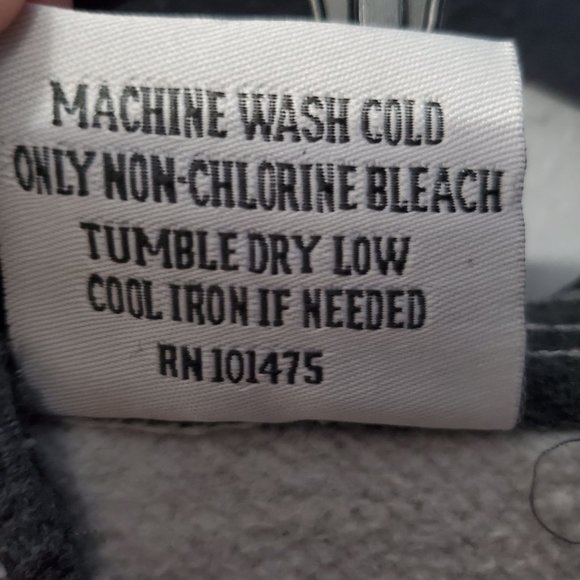 MACHINE WASH COLD
ONLY NON-CHLORINE BLEACH
TUMBLE DRY LOW
COOL IRON IF NEEDED
RN 101475